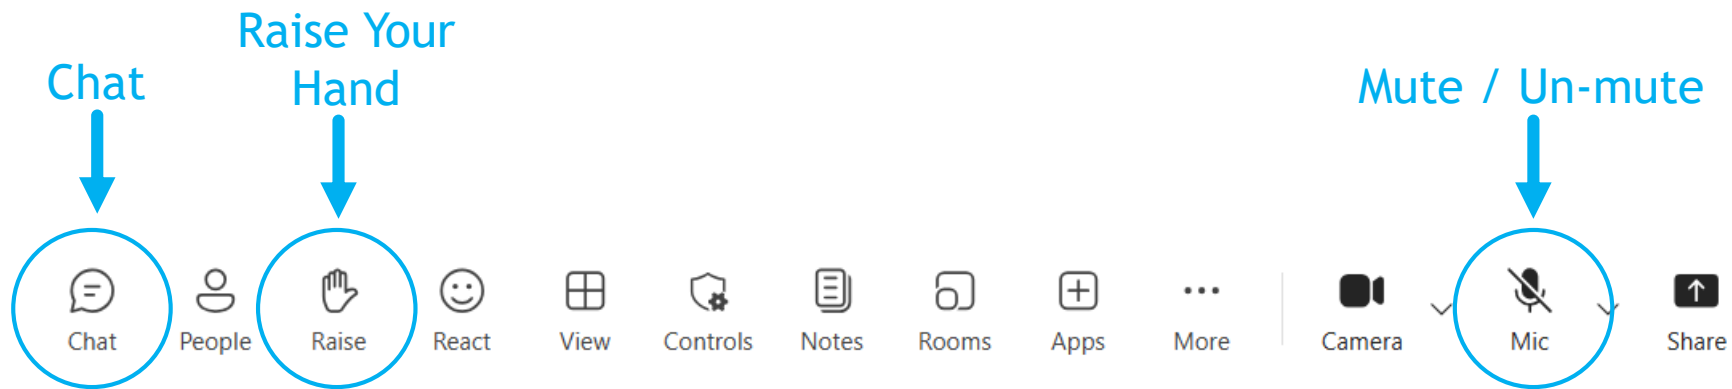 Raise Your
Hand
Chat
Mute / Un-mute
Chat People Raise React View Controls Notes Rooms Apps More Camera Mic Share